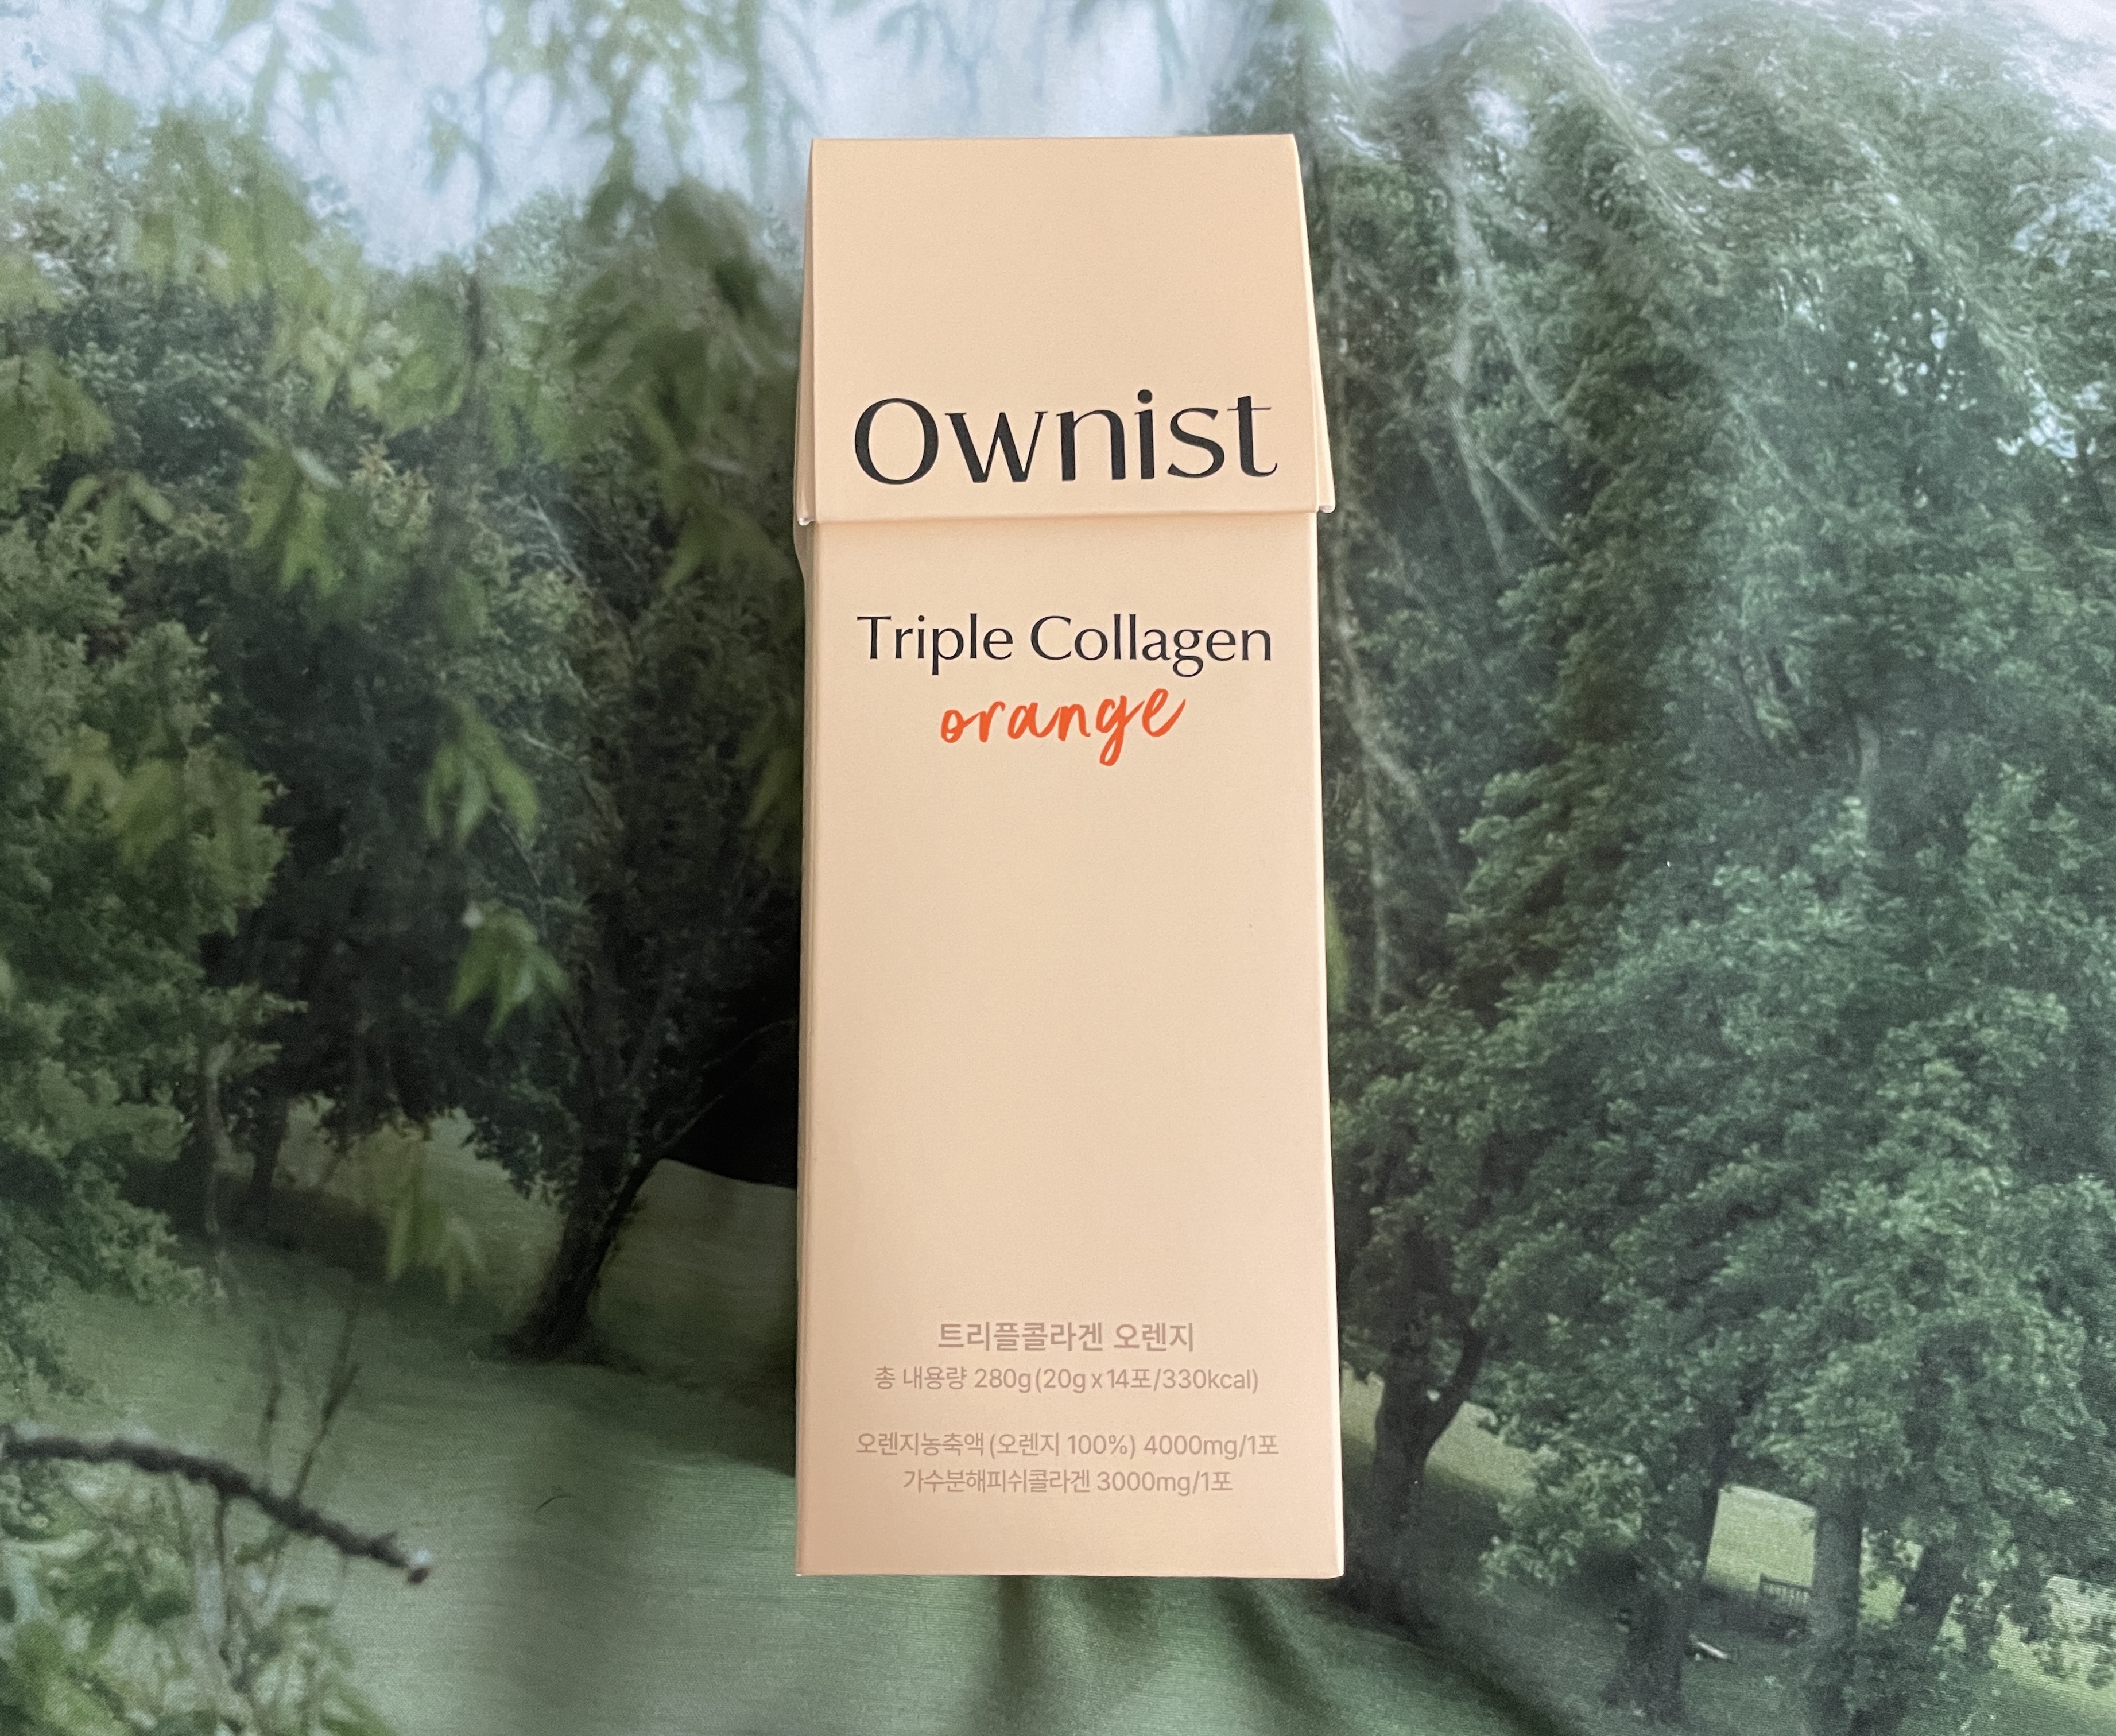 Ownist
Triple Collagen
orange
트리플콜라겐 오렌지
총 내용량 280g(20g x 14포/330kcal)
오렌지농축액(오렌지 100%) 4000mg/1포
가수분해피쉬콜라겐 3000mg/1포